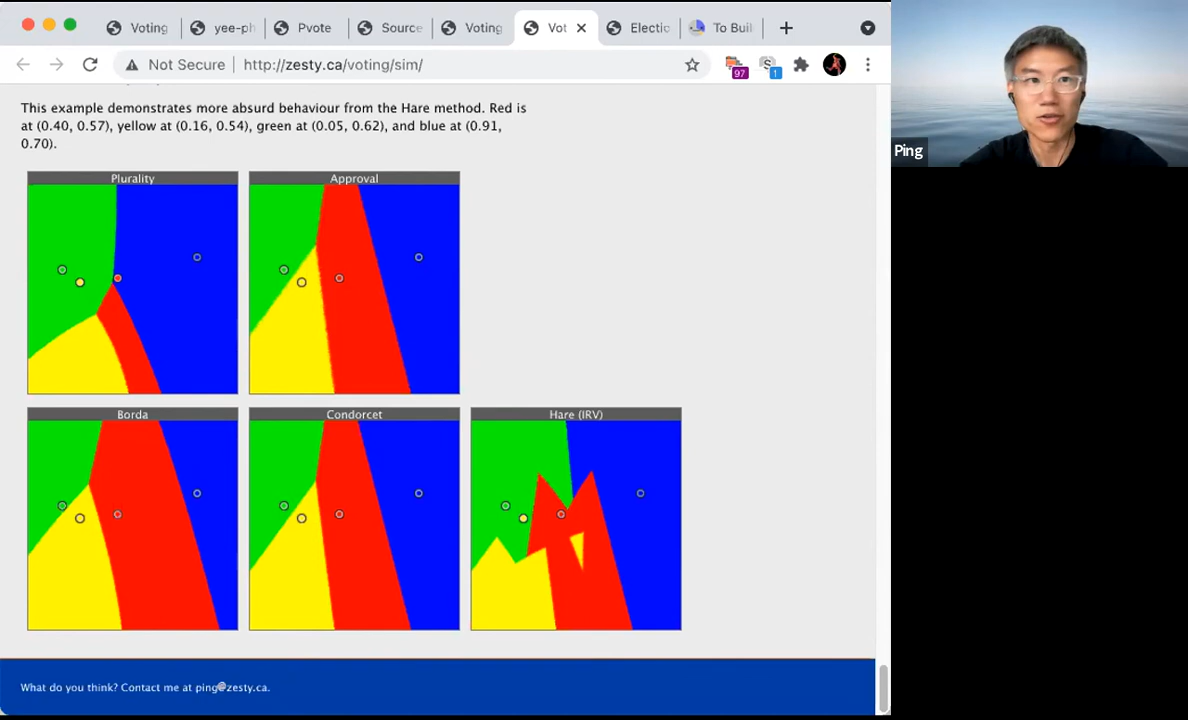 Voting
yee-ph
Pvote
Source
Voting
Vot
Electio
To Buil
Not Secure
http://zesty.ca/voting/sim/
97
1
This example demonstrates more absurd behaviour from the Hare method. Red is
at (0.40, 0.57), yellow at (0.16, 0.54), green at (0.05, 0.62), and blue at (0.91,
0.70).
Plurality
Approval
Borda
Condorcet
Hare (IRV)
What do you think? Contact me at ping@zesty.ca.
Ping